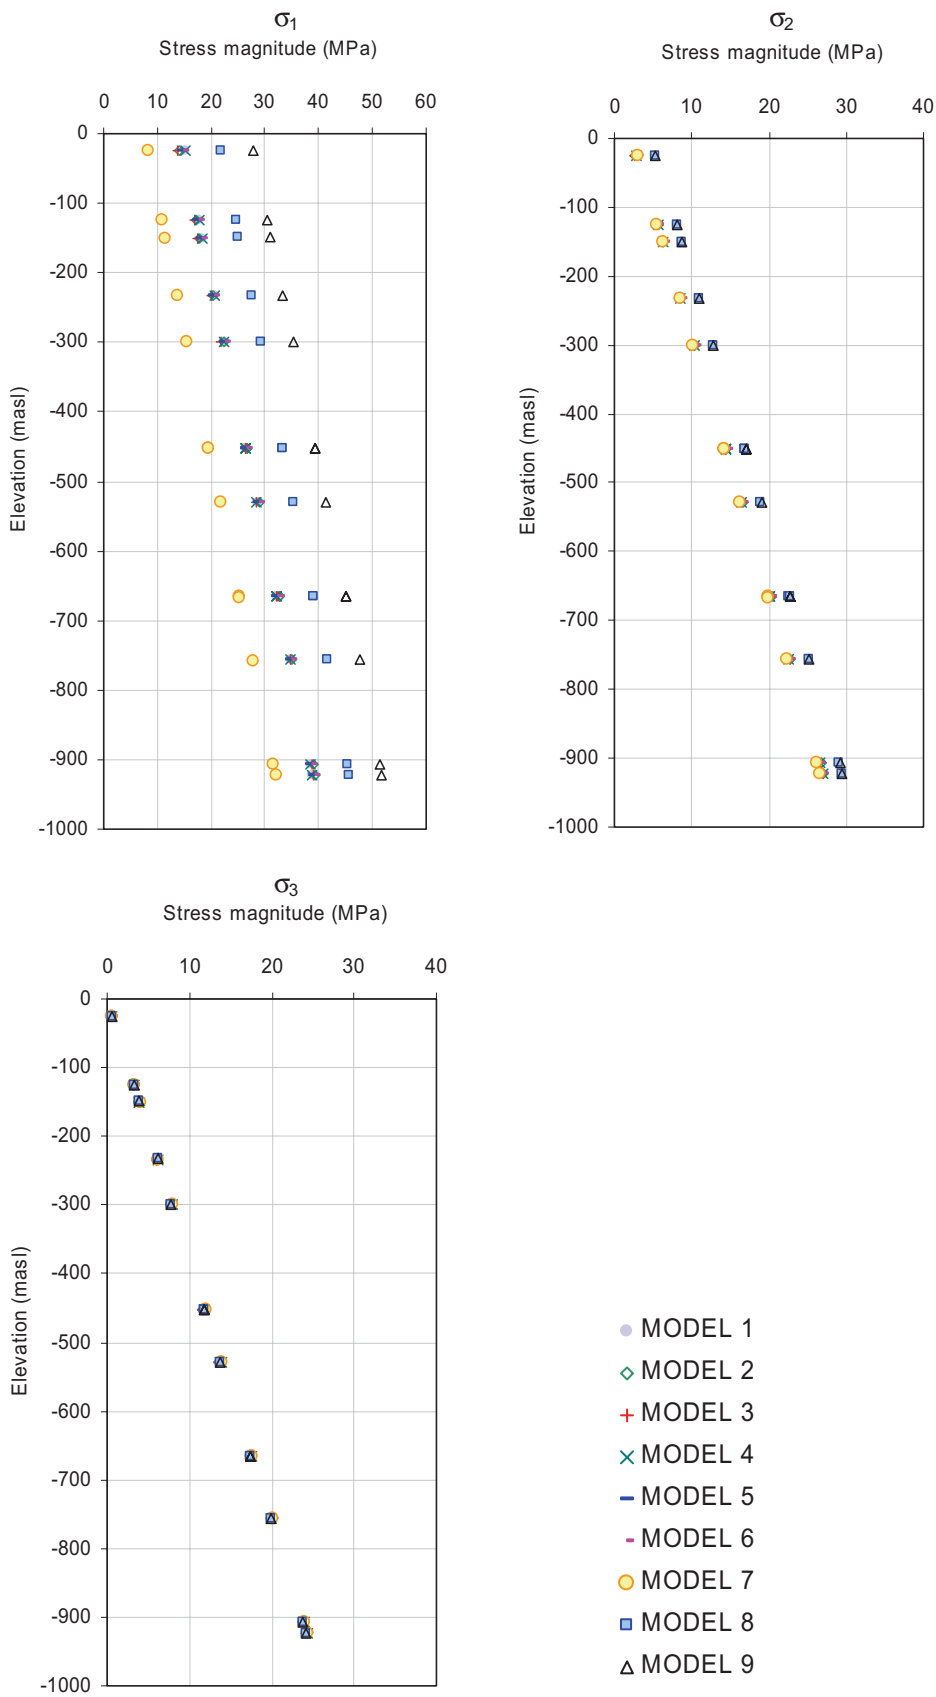 σ1
Stress magnitude (MPa)
0 10 20 30 40 50 60
0
-100
-200
-300
-400
-500
-600
-700
-800
-900
-1000
Elevation (masl)
σ2
Stress magnitude (MPa)
0 10 20 30 40
0
-100
-200
-300
-400
-500
-600
-700
-800
-900
-1000
Elevation (masl)
σ3
Stress magnitude (MPa)
0 10 20 30 40
0
-100
-200
-300
-400
-500
-600
-700
-800
-900
-1000
Elevation (masl)
MODEL 1
MODEL 2
MODEL 3
MODEL 4
MODEL 5
MODEL 6
MODEL 7
MODEL 8
MODEL 9